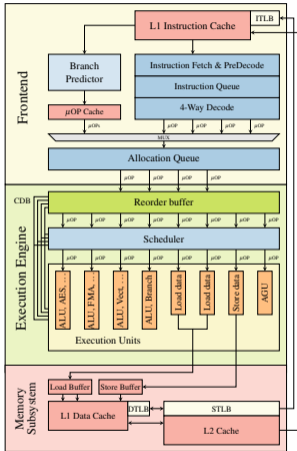 Frontend
L1 Instruction Cache
ITLB
Branch
Predictor
Instruction Fetch & PreDecode
Instruction Queue
4-Way Decode
μOP Cache
μOPs
μOP μOP μOP μOP
MUX
Allocation Queue
μOP μOP μOP μOP
Execution Engine
CDB
Reorder buffer
μOP μOP μOP μOP μOP μOP μOP μOP
Scheduler
μOP μOP μOP μOP μOP μOP μOP μOP
ALU, AES, …
ALU, FMA, …
ALU, Vect, …
ALU, Branch
Load data
Load data
Store data
AGU
Execution Units
Memory
Subsystem
Load Buffer
Store Buffer
L1 Data Cache
DTLB
STLB
L2 Cache